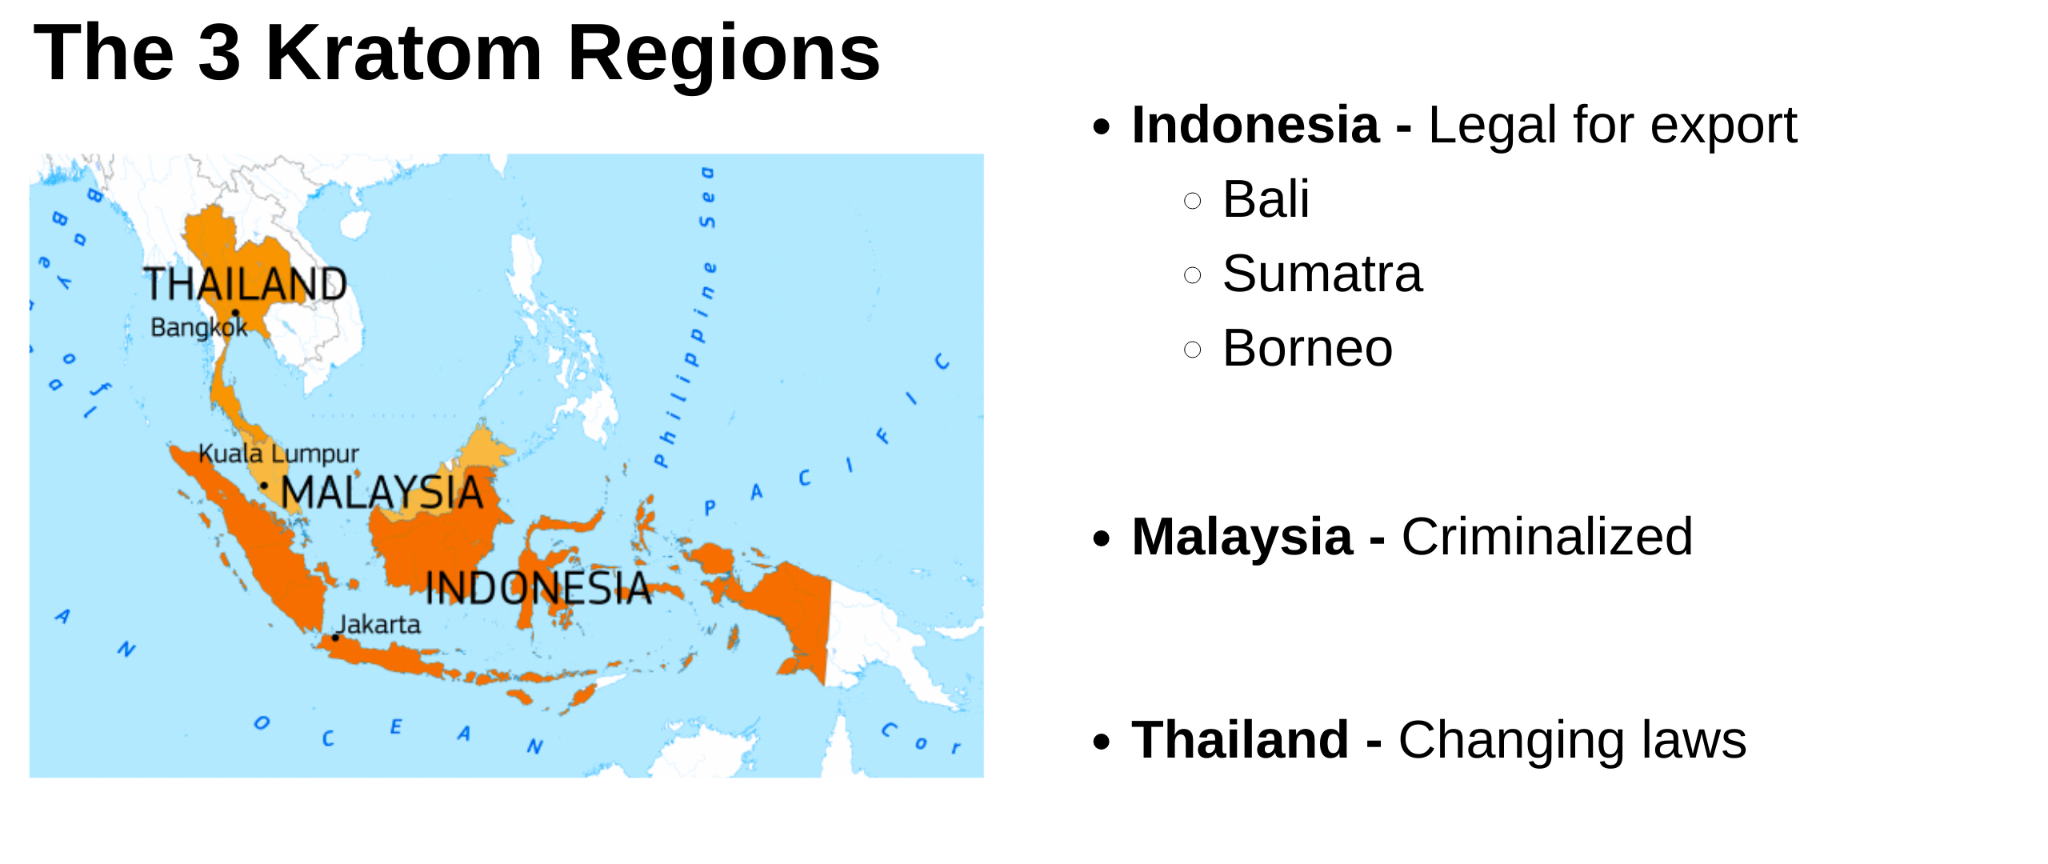 The 3 Kratom Regions
Bay of
Philippine Sea
THAILAND
Bangkok
Kuala Lumpur
MALAYSIA
PACIFIC
INDONESIA
Jakarta
AN
OCEAN
Cor
• Indonesia - Legal for export
○ Bali
○ Sumatra
○ Borneo
• Malaysia - Criminalized
• Thailand - Changing laws